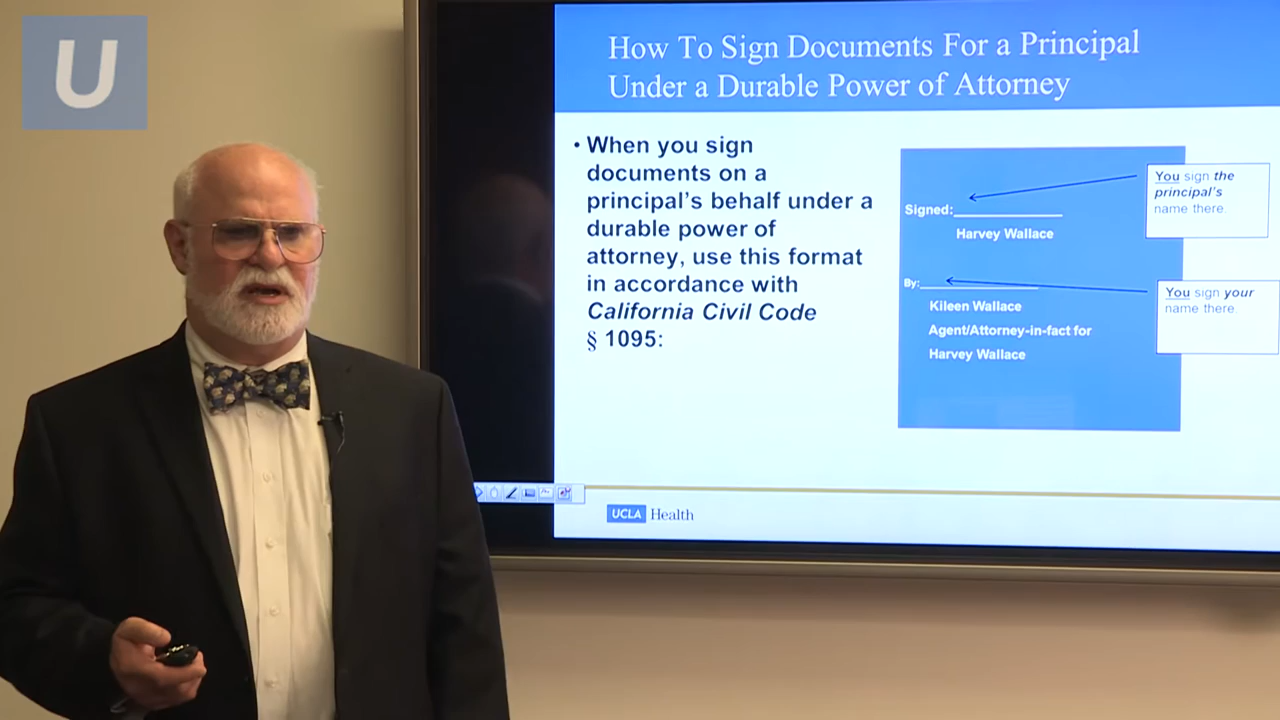 U
How To Sign Documents For a Principal
Under a Durable Power of Attorney
• When you sign
documents on a
principal's behalf under a
durable power of
attorney, use this format
in accordance with
California Civil Code
§ 1095:
You sign the
principal's
name there.
Signed:
Harvey Wallace
By:
You sign your
name there.
Kileen Wallace
Agent/Attorney-in-fact for
Harvey Wallace
UCLA Health